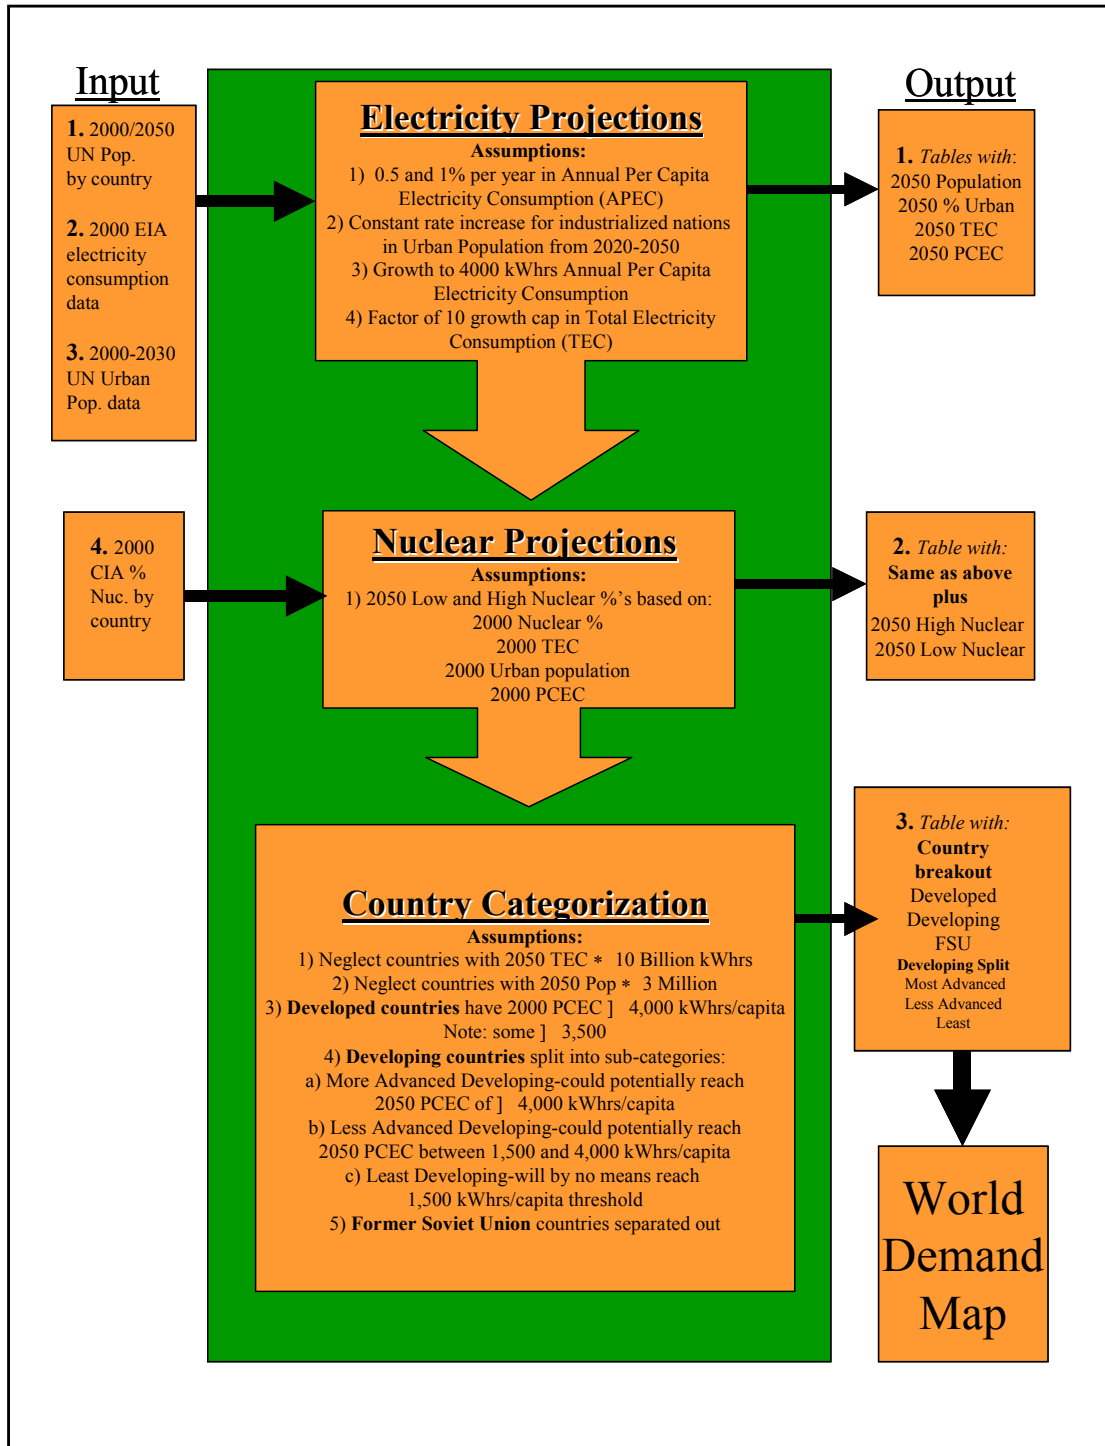 Input
1. 2000/2050
UN Pop.
by country
2. 2000 EIA
electricity
consumption
data
3. 2000-2030
UN Urban
Pop. data
4. 2000
CIA %
Nuc. by
country
Electricity Projections
Assumptions:
1) 0.5 and 1% per year in Annual Per Capita
Electricity Consumption (APEC)
2) Constant rate increase for industrialized nations
in Urban Population from 2020-2050
3) Growth to 4000 kWhrs Annual Per Capita
Electricity Consumption
4) Factor of 10 growth cap in Total Electricity
Consumption (TEC)
Nuclear Projections
Assumptions:
1) 2050 Low and High Nuclear %’s based on:
2000 Nuclear %
2000 TEC
2000 Urban population
2000 PCEC
Country Categorization
Assumptions:
1) Neglect countries with 2050 TEC * 10 Billion kWhrs
2) Neglect countries with 2050 Pop * 3 Million
3) Developed countries have 2000 PCEC ] 4,000 kWhrs/capita
Note: some ] 3,500
4) Developing countries split into sub-categories:
a) More Advanced Developing-could potentially reach
2050 PCEC of ] 4,000 kWhrs/capita
b) Less Advanced Developing-could potentially reach
2050 PCEC between 1,500 and 4,000 kWhrs/capita
c) Least Developing-will by no means reach
1,500 kWhrs/capita threshold
5) Former Soviet Union countries separated out
Output
1. Tables with:
2050 Population
2050 % Urban
2050 TEC
2050 PCEC
2. Table with:
Same as above
plus
2050 High Nuclear
2050 Low Nuclear
3. Table with:
Country
breakout
Developed
Developing
FSU
Developing Split
Most Advanced
Less Advanced
Least
World
Demand
Map